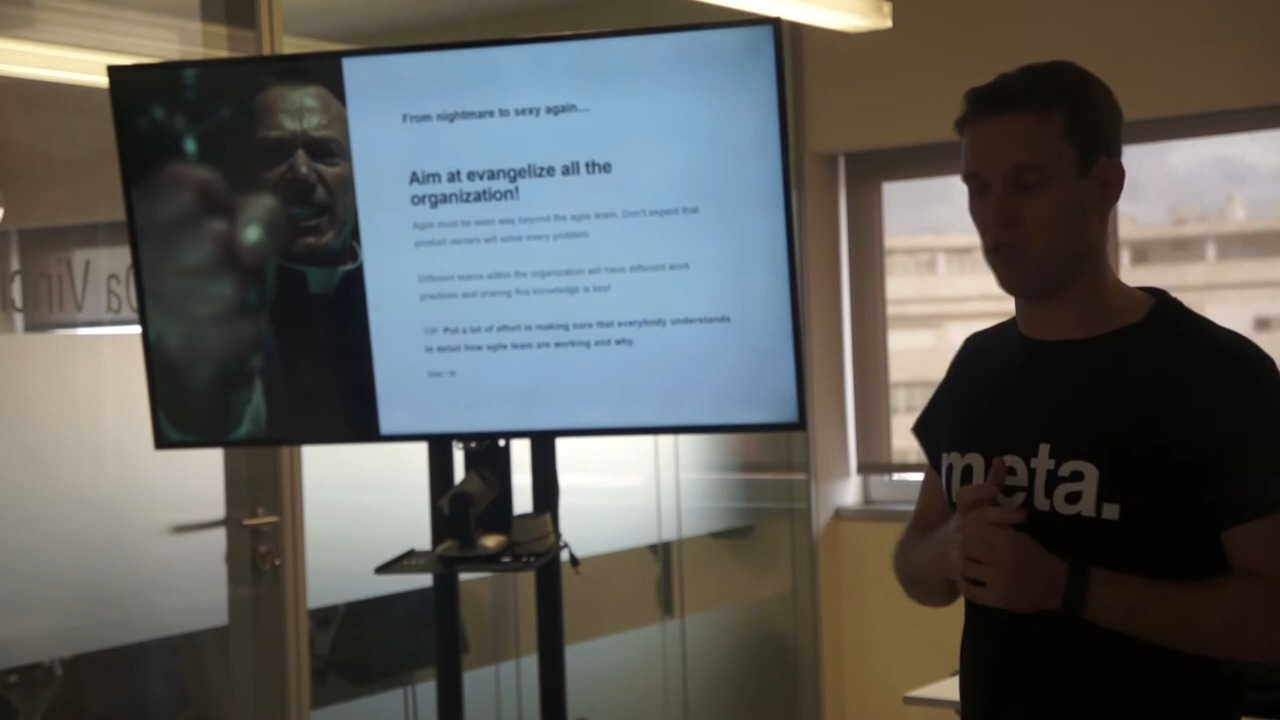 From nightmare to sexy again...
Aim at evangelize all the
organization!
Agile must be seen way beyond the agile team. Don't expect that
product owners will solve every problem.
Different teams within the organization will have different work
practices and sharing this knowledge is key!
TIP: Put a lot of effort in making sure that everybody understands
in detail how agile team are working and why.
meta.
Da Vinc